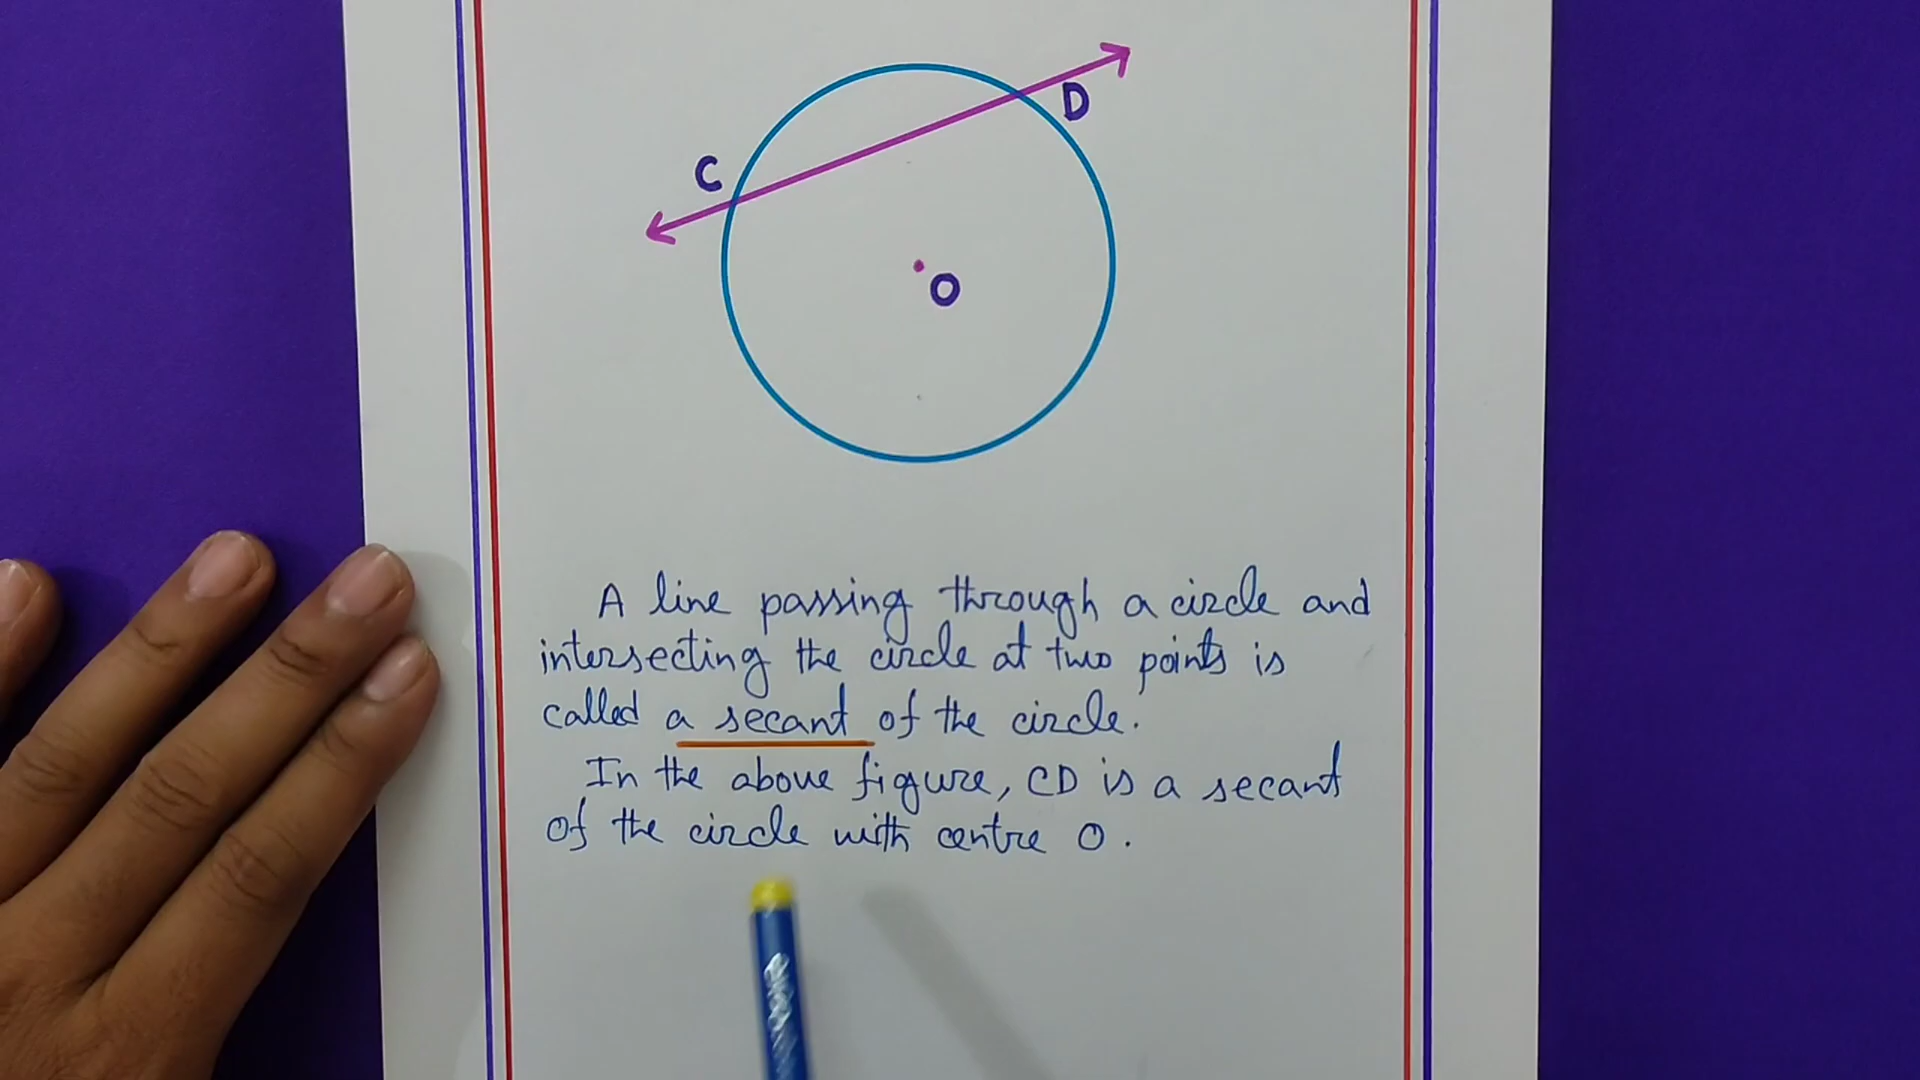 D
C
O
A line passing through a circle and
intersecting the circle at two points is
called a secant of the circle.
In the above figure, CD is a secant
of the circle with centre O.